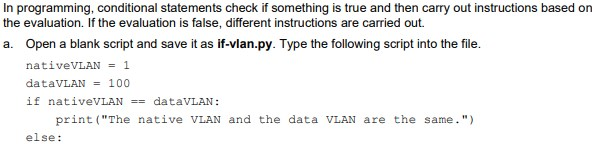 In programming, conditional statements check if something is true and then carry out instructions based on
the evaluation. If the evaluation is false, different instructions are carried out.
a. Open a blank script and save it as if-vlan.py. Type the following script into the file.
nativeVLAN = 1
dataVLAN = 100
if nativeVLAN == dataVLAN:
    print("The native VLAN and the data VLAN are the same.")
else: